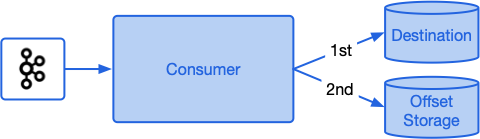 Consumer
1st
Destination
2nd
Offset
Storage